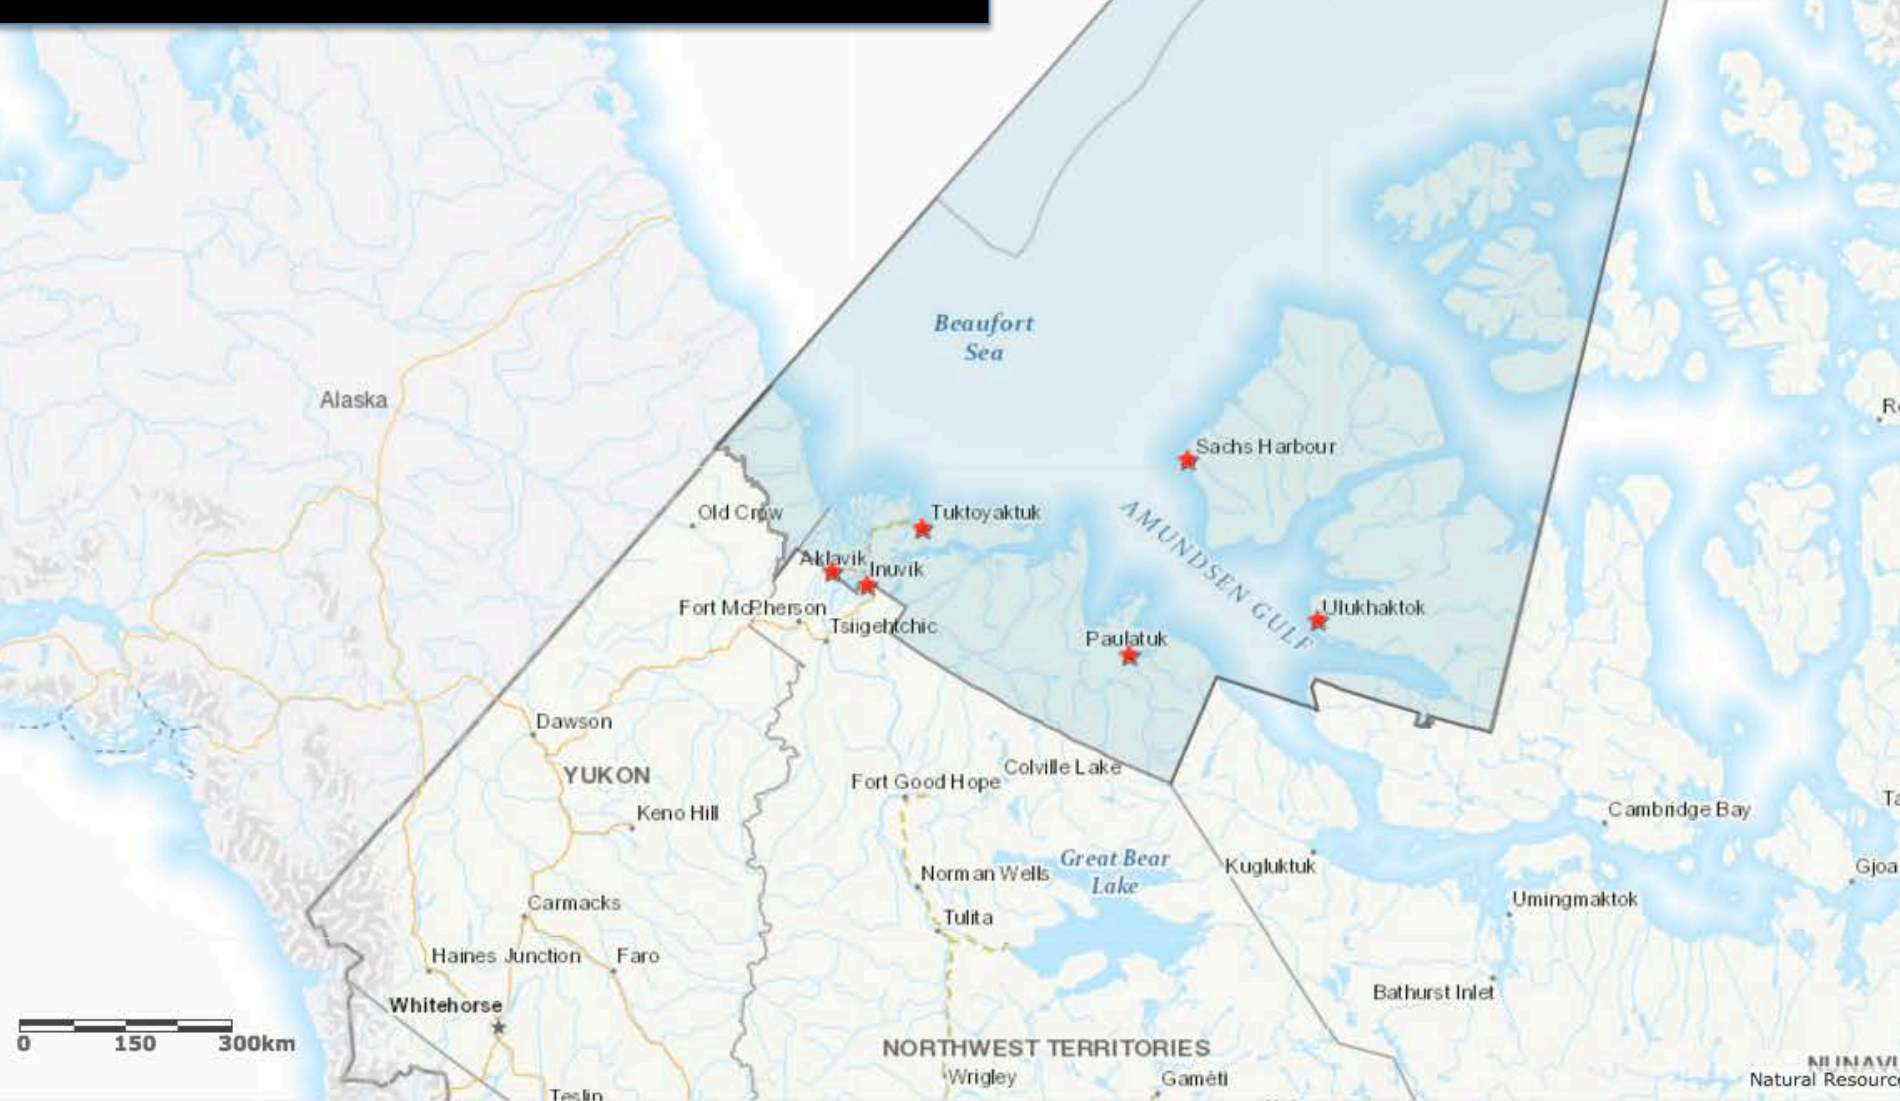 Beaufort
Sea
Alaska
Sachs Harbour
Old Crow
Tuktoyaktuk
AMUNDSEN GULF
Aklavik
Inuvik
Fort McPherson
Tsiigehtchic
Ulukhaktok
Paulatuk
Dawson
YUKON
Colville Lake
Fort Good Hope
Keno Hill
Cambridge Bay
Great Bear
Lake
Norman Wells
Kugluktuk
Gjoa
Carmacks
Tulita
Umingmaktok
Haines Junction
Faro
Whitehorse
Bathurst Inlet
0 150 300km
NORTHWEST TERRITORIES
Wrigley
Gamèti
Natural Resourc
Teslin